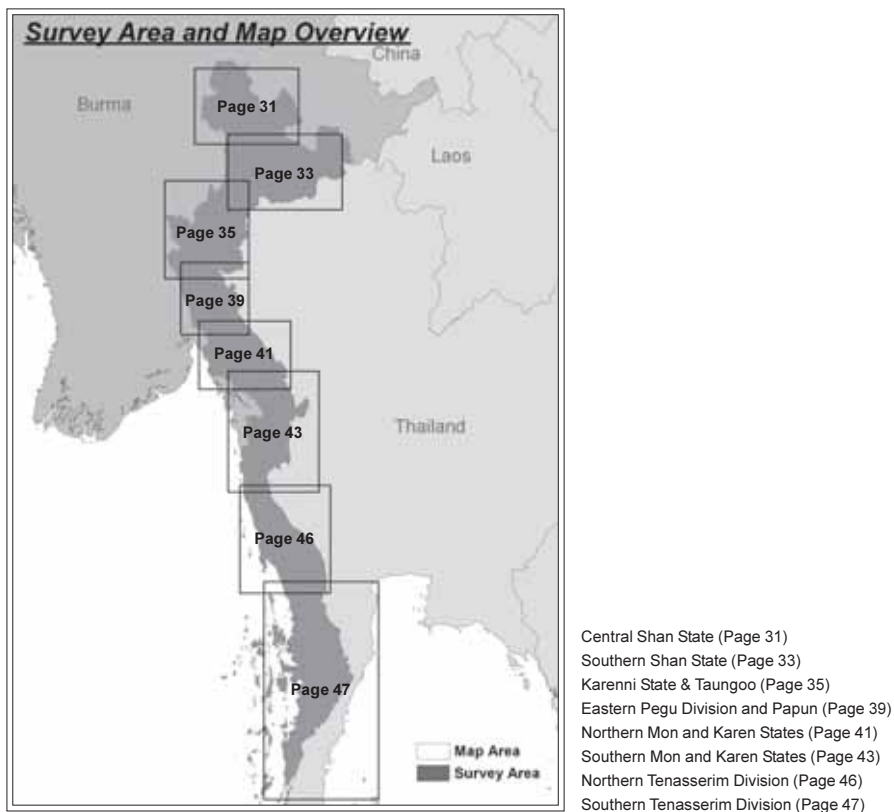 Survey Area and Map Overview
China
Burma
Page 31
Laos
Page 33
Page 35
Page 39
Page 41
Page 43
Thailand
Page 46
Page 47
Map Area
Survey Area
Central Shan State (Page 31)
Southern Shan State (Page 33)
Karenni State & Taungoo (Page 35)
Eastern Pegu Division and Papun (Page 39)
Northern Mon and Karen States (Page 41)
Southern Mon and Karen States (Page 43)
Northern Tenasserim Division (Page 46)
Southern Tenasserim Division (Page 47)